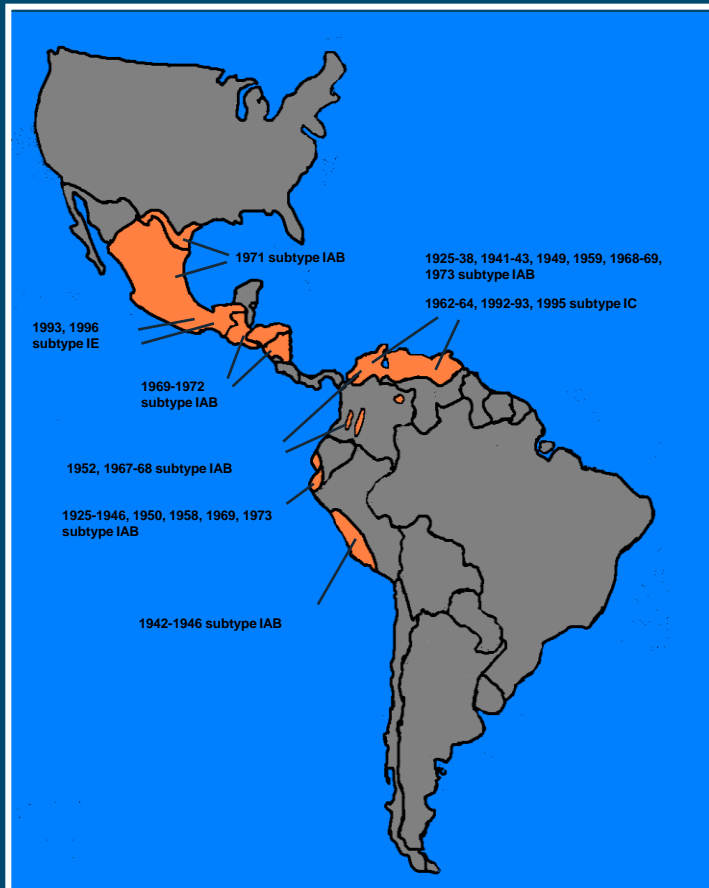 1971 subtype IAB
1925-38, 1941-43, 1949, 1959, 1968-69,
1973 subtype IAB
1962-64, 1992-93, 1995 subtype IC
1993, 1996
subtype IE
1969-1972
subtype IAB
1952, 1967-68 subtype IAB
1925-1946, 1950, 1958, 1969, 1973
subtype IAB
1942-1946 subtype IAB